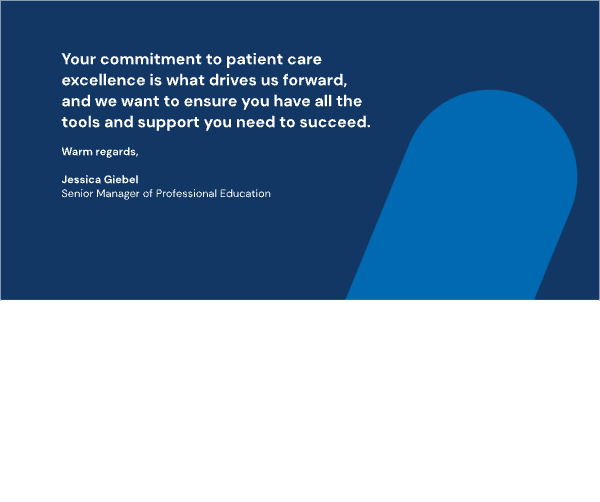 Your commitment to patient care
excellence is what drives us forward,
and we want to ensure you have all the
tools and support you need to succeed.
Warm regards,
Jessica Giebel
Senior Manager of Professional Education